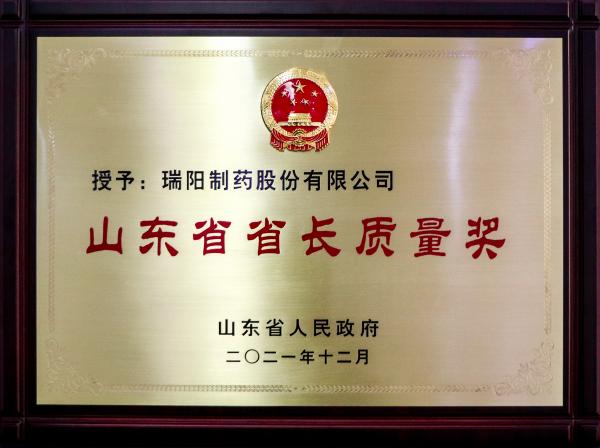 授予：瑞阳制药股份有限公司
山东省省长质量奖
山东省人民政府
二〇二一年十二月